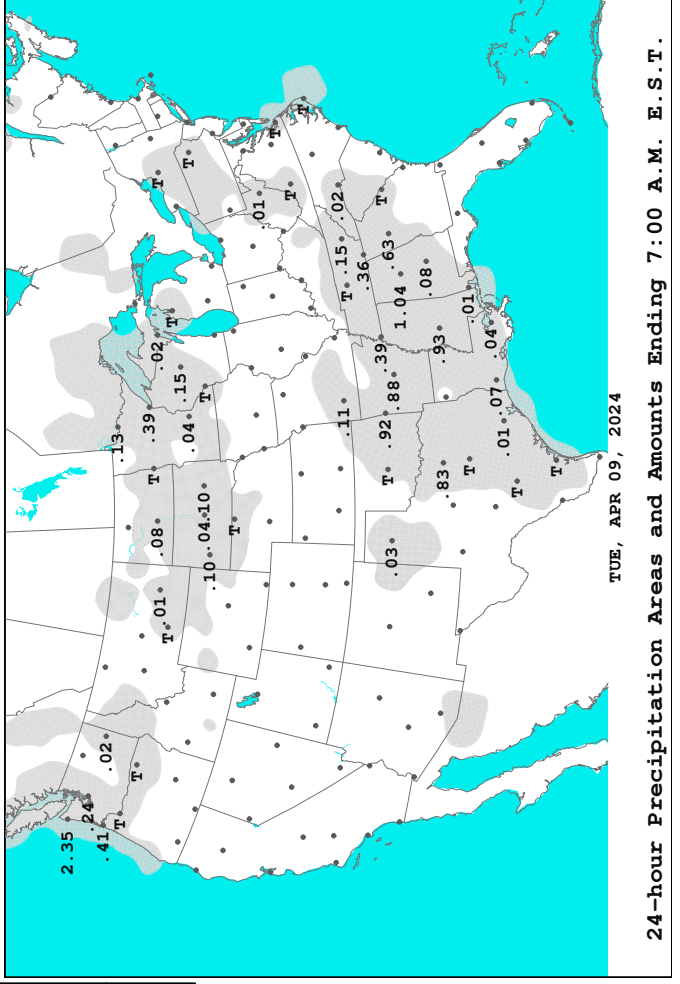 2.35
.24
.41
.02
.13
T
T
.39
T
.08
T
.02
.01
T
T
.15
T
.04
.10
.04
T
.10
T
.01
T
T
T
.02
.15
.11
T
.36
.39
T
.92
T
.63
.03
.88
1.04
.08
.93
.83
.01
T
.04
.07
.01
T
T
TUE, APR 09, 2024
24-hour Precipitation Areas and Amounts Ending 7:00 A.M. E.S.T.